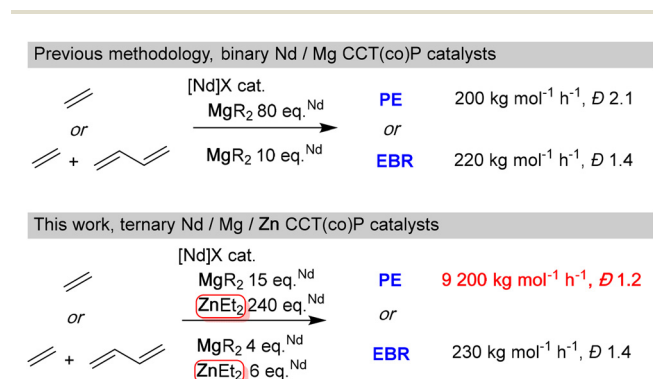 Previous methodology, binary Nd / Mg CCT(co)P catalysts
[Nd]X cat.
MgR2 80 eq.Nd PE 200 kg mol-1 h-1, Đ 2.1
or or
+ MgR2 10 eq.Nd EBR 220 kg mol-1 h-1, Đ 1.4
This work, ternary Nd / Mg / Zn CCT(co)P catalysts
[Nd]X cat.
MgR2 15 eq.Nd PE 9 200 kg mol-1 h-1, Đ 1.2
ZnEt2 240 eq.Nd
or or
MgR2 4 eq.Nd
+ EBR 230 kg mol-1 h-1, Đ 1.4
ZnEt2 6 eq.Nd